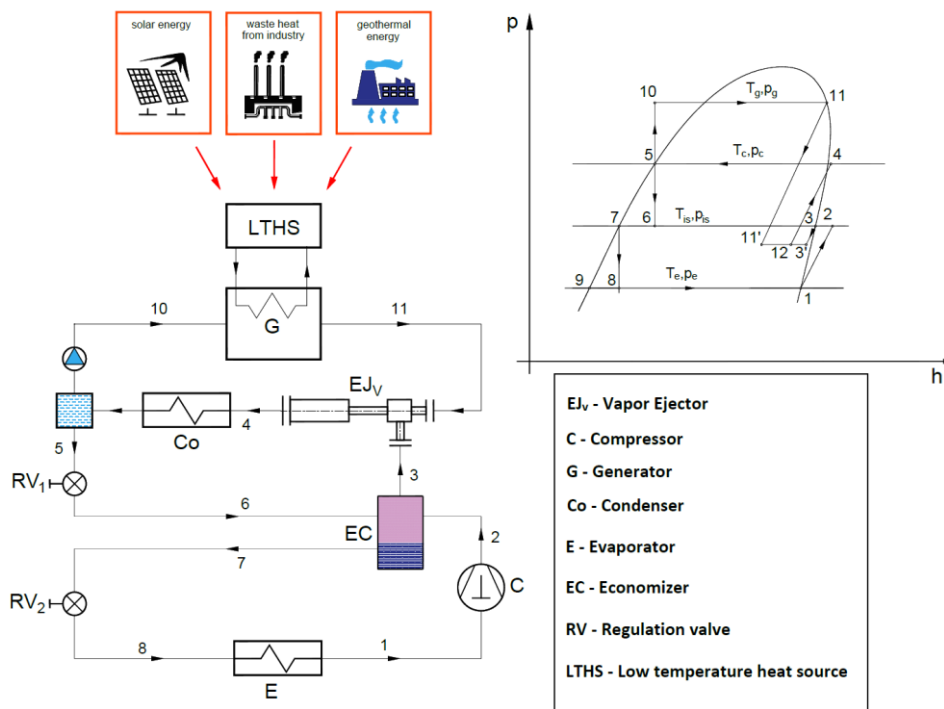 solar energy
waste heat
from industry
geothermal
energy
LTHS
10
11
G
EJv
4
Co
5
RV1
3
6
EC
2
7
C
RV2
8
1
E
p
10
Tg,pg
11
5
Tc,pc
4
7
6
Tis,pis
3
2
11'
12
3'
9
8
Te,pe
1
h
EJv - Vapor Ejector
C - Compressor
G - Generator
Co - Condenser
E - Evaporator
EC - Economizer
RV - Regulation valve
LTHS - Low temperature heat source